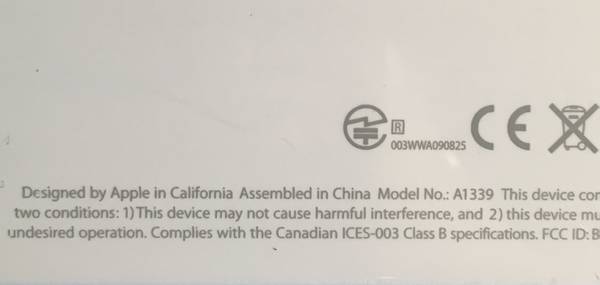 R
003WWA090825
CE
Designed by Apple in California Assembled in China Model No.: A1339 This device con
two conditions: 1) This device may not cause harmful interference, and 2) this device mu
undesired operation. Complies with the Canadian ICES-003 Class B specifications. FCC ID: B